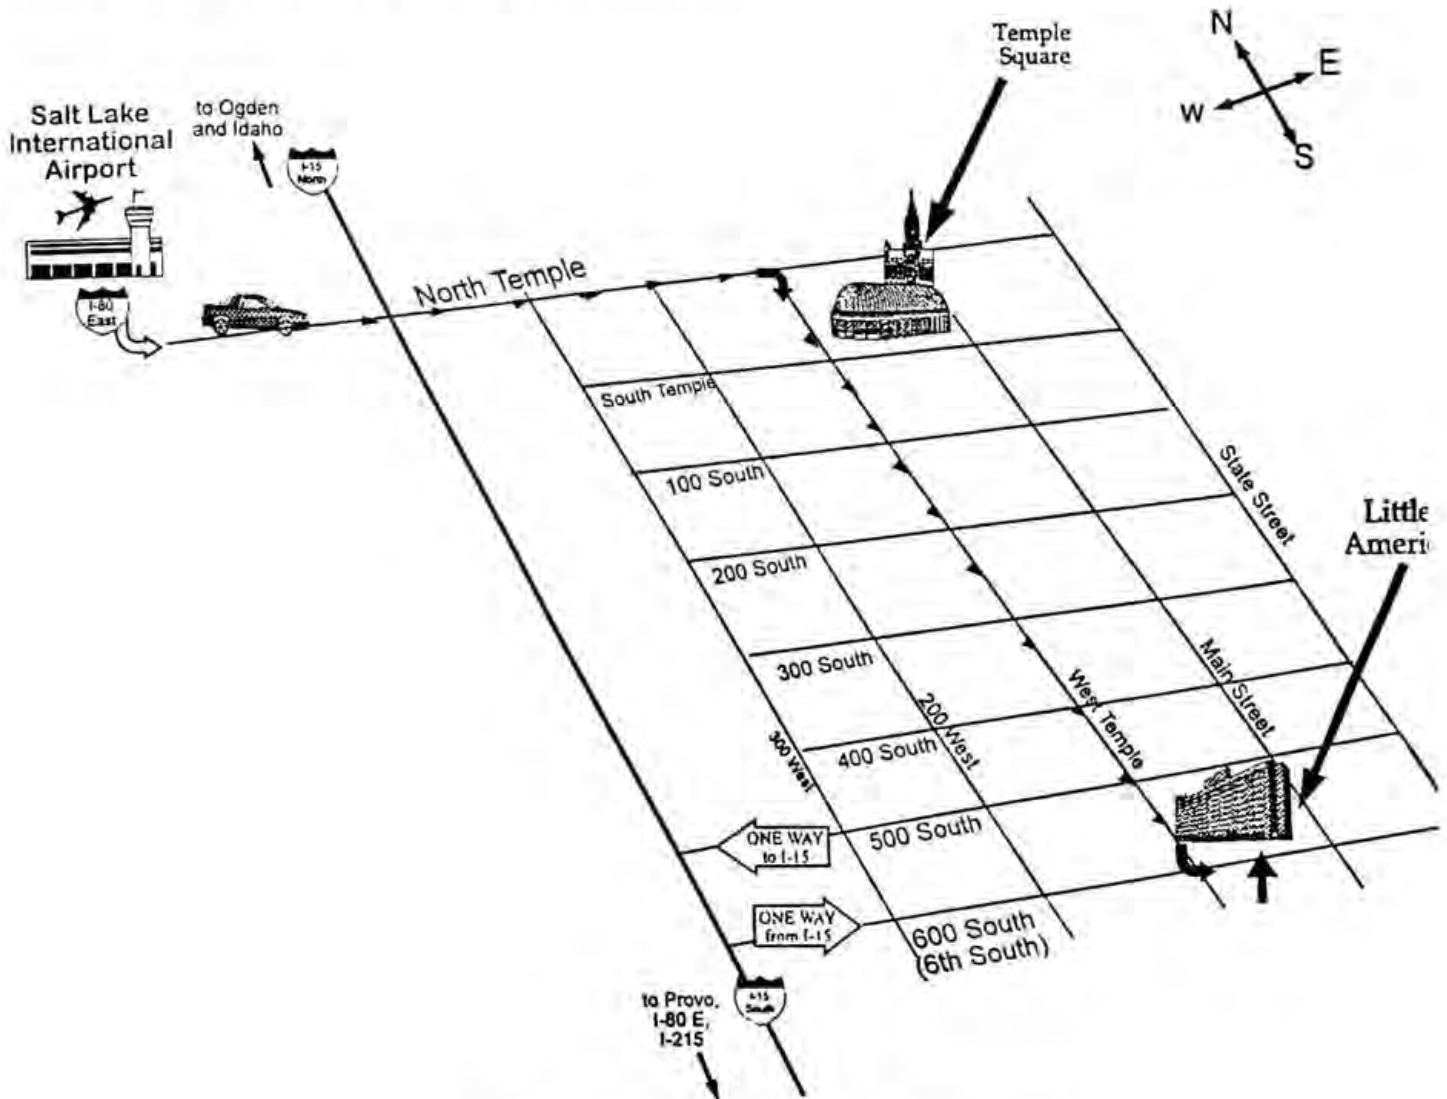 Temple
Square
N
E
W
S
Salt Lake
International
Airport
to Ogden
and Idaho
I-15
North
I-80
East
North Temple
South Temple
100 South
200 South
300 South
400 South
500 South
600 South
(6th South)
300 West
200 West
West Temple
Main Street
State Street
Little
Ameri
ONE WAY
to I-15
ONE WAY
from I-15
I-15
South
to Provo,
I-80 E,
I-215